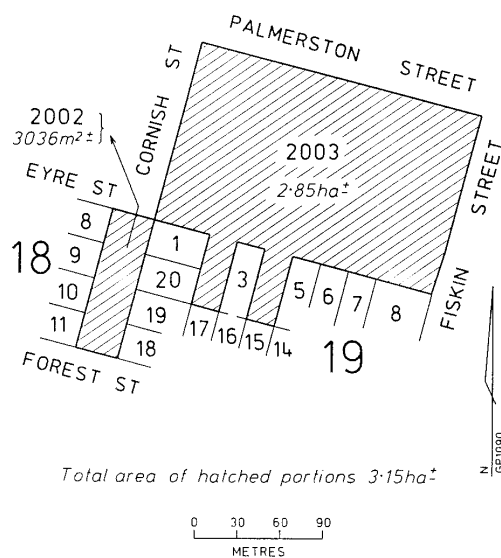 PALMERSTON STREET
CORNISH ST
2002
3036m²±
EYRE ST
2003
2·85ha±
STREET
FISKIN
8
9
10
11
18
1
20
19
18
17
16
3
15
14
5
6
7
8
19
FOREST ST
N
GP1090
Total area of hatched portions 3·15ha±
0 30 60 90
METRES